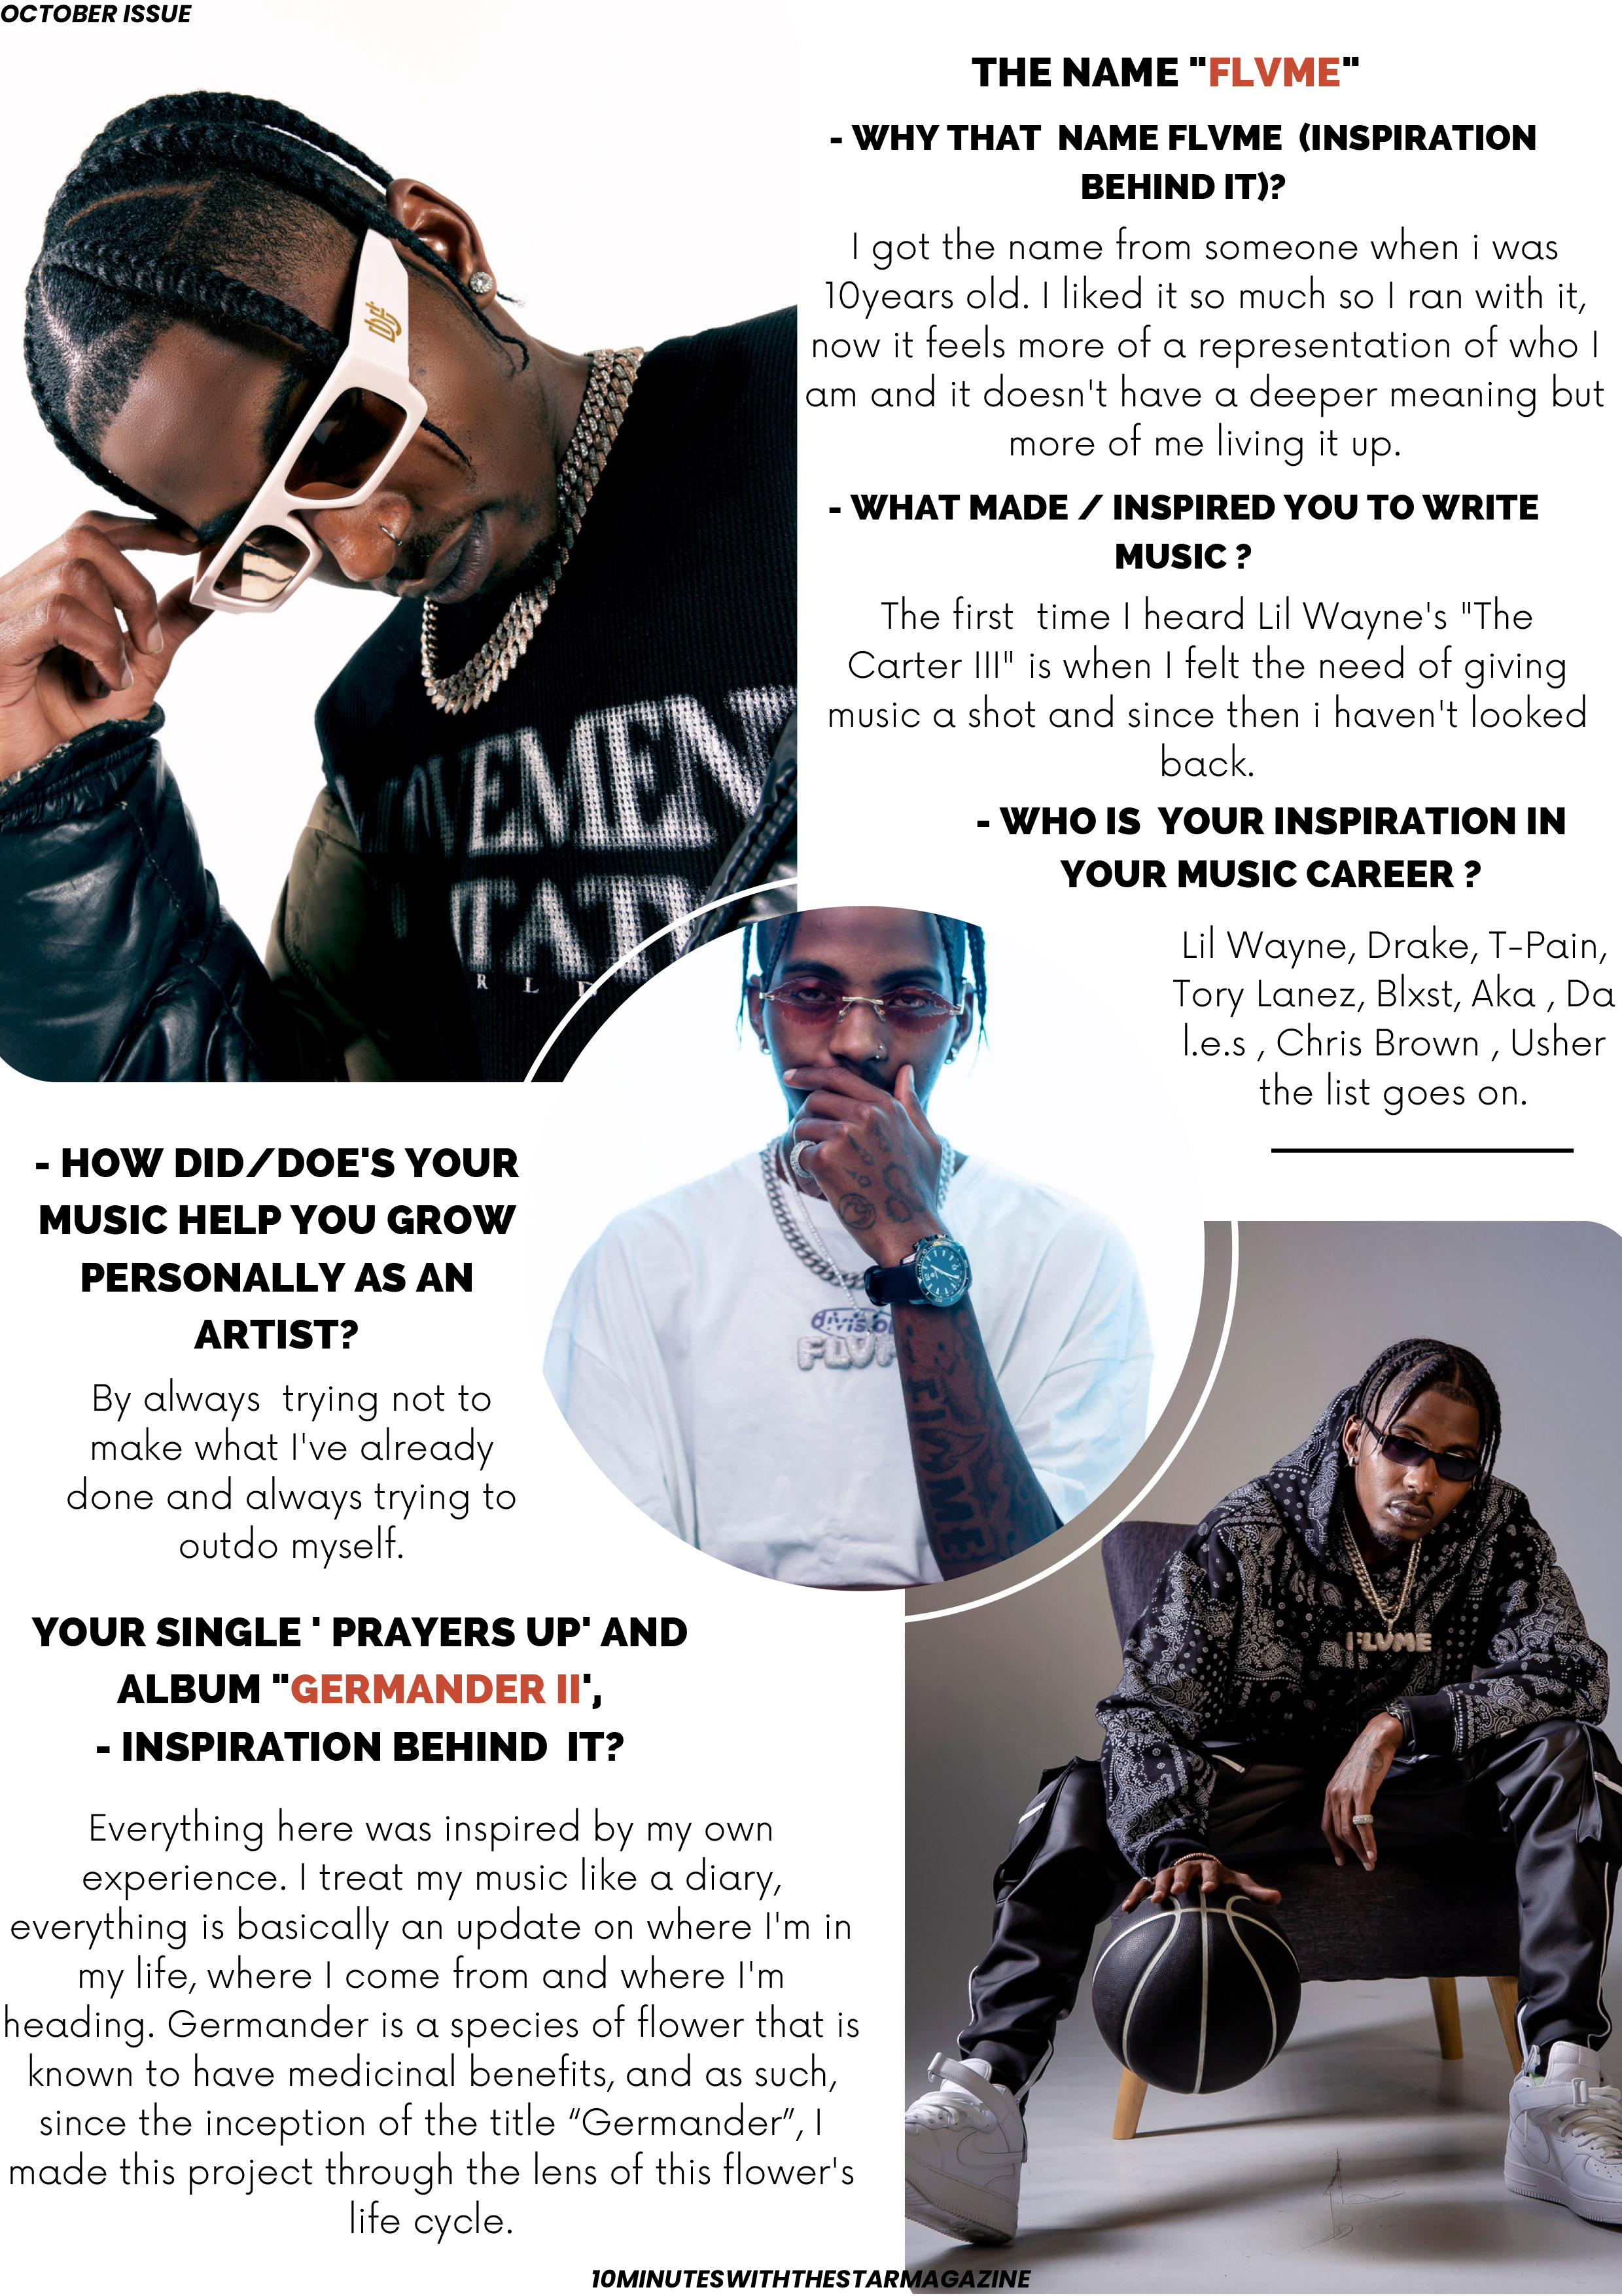 OCTOBER ISSUE
THE NAME "FLVME"
- WHY THAT NAME FLVME (INSPIRATION
BEHIND IT)?
I got the name from someone when i was
10years old. I liked it so much so I ran with it,
now it feels more of a representation of who I
am and it doesn't have a deeper meaning but
more of me living it up.
- WHAT MADE / INSPIRED YOU TO WRITE
MUSIC ?
The first time I heard Lil Wayne's "The
Carter III" is when I felt the need of giving
music a shot and since then i haven't looked
back.
- WHO IS YOUR INSPIRATION IN
YOUR MUSIC CAREER ?
Lil Wayne, Drake, T-Pain,
Tory Lanez, Blxst, Aka , Da
l.e.s , Chris Brown , Usher
the list goes on.
- HOW DID/DOE'S YOUR
MUSIC HELP YOU GROW
PERSONALLY AS AN
ARTIST?
By always trying not to
make what I've already
done and always trying to
outdo myself.
divisio
FLVME
YOUR SINGLE ' PRAYERS UP' AND
ALBUM "GERMANDER II',
- INSPIRATION BEHIND IT?
Everything here was inspired by my own
experience. I treat my music like a diary,
everything is basically an update on where I'm in
my life, where I come from and where I'm
heading. Germander is a species of flower that is
known to have medicinal benefits, and as such,
since the inception of the title “Germander”, I
made this project through the lens of this flower's
life cycle.
10MINUTESWITHTHESTARMAGAZINE